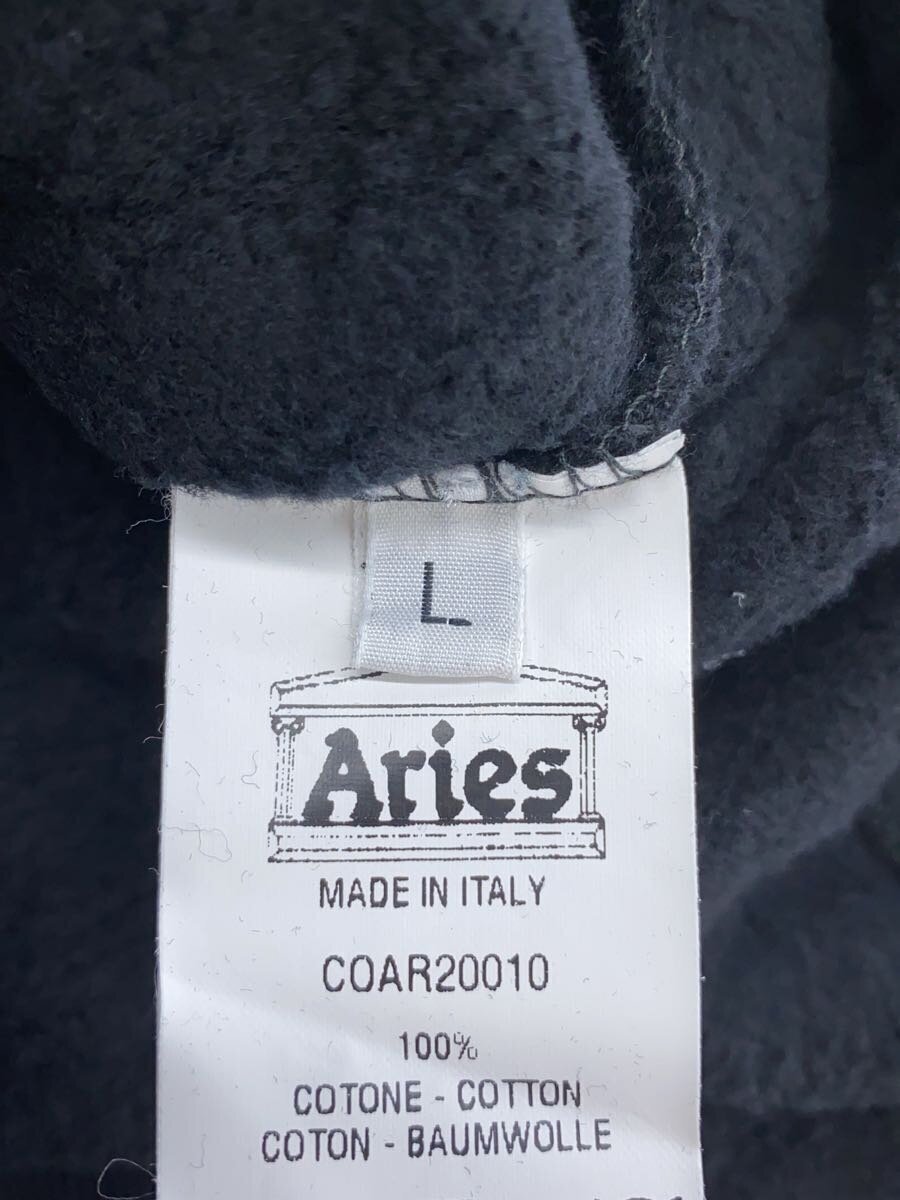 L
Aries
MADE IN ITALY
COAR20010
100%
COTONE - COTTON
COTON - BAUMWOLLE